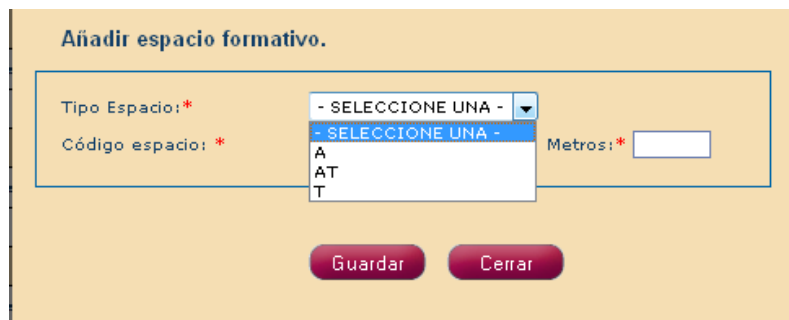 Añadir espacio formativo.
Tipo Espacio:* - SELECCIONE UNA -
- SELECCIONE UNA -
Código espacio: * Metros:*
A
AT
T
Guardar Cerrar